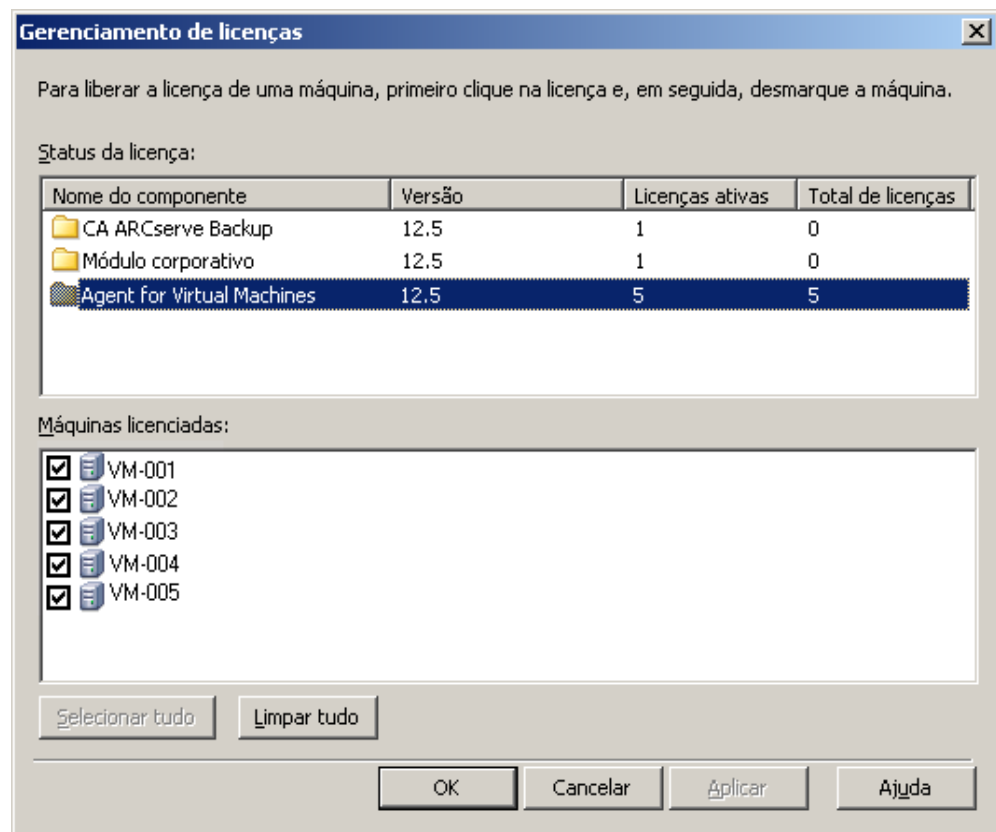 Gerenciamento de licenças
Para liberar a licença de uma máquina, primeiro clique na licença e, em seguida, desmarque a máquina.
Status da licença:
Nome do componente Versão Licenças ativas Total de licenças
CA ARCserve Backup 12.5 1 0
Módulo corporativo 12.5 1 0
Agent for Virtual Machines 12.5 5 5
Máquinas licenciadas:
VM-001
VM-002
VM-003
VM-004
VM-005
Selecionar tudo Limpar tudo
OK Cancelar Aplicar Ajuda